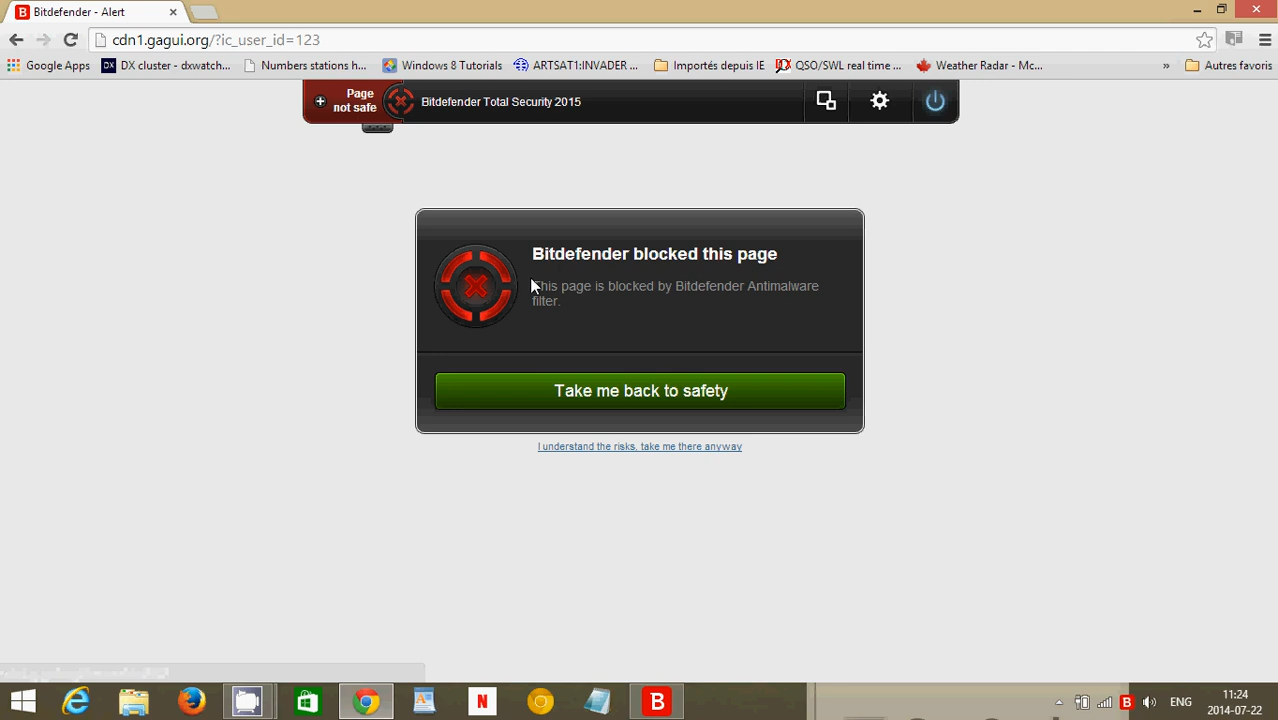 Bitdefender - Alert
cdn1.gagui.org/?ic_user_id=123
Google Apps DX DX cluster - dxwatch... Numbers stations h... Windows 8 Tutorials ARTSAT1:INVADER ... Importés depuis IE QSO/SWL real time ... Weather Radar - Mc... » Autres favoris
Page
not safe
Bitdefender Total Security 2015
Bitdefender blocked this page
This page is blocked by Bitdefender Antimalware
filter.
Take me back to safety
I understand the risks, take me there anyway
N B B ENG
11:24
2014-07-22